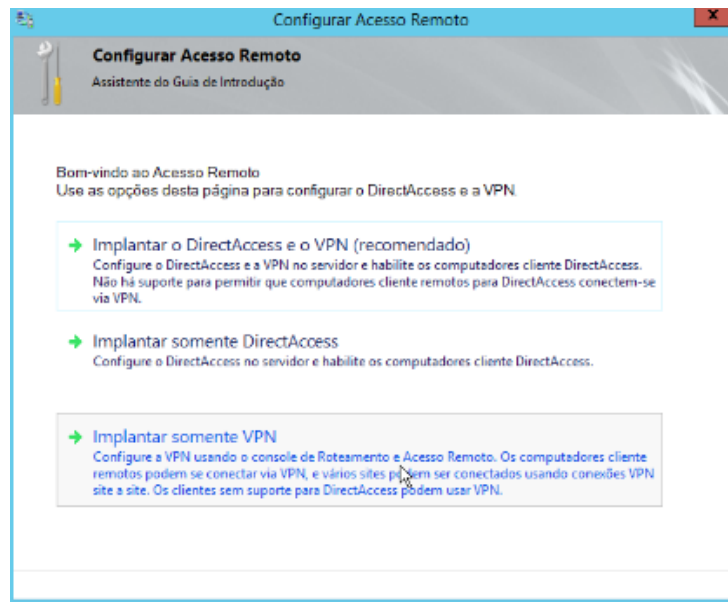 Configurar Acesso Remoto
x
Configurar Acesso Remoto
Assistente do Guia de Introdução
Bem-vindo ao Acesso Remoto
Use as opções desta página para configurar o DirectAccess e a VPN.
Implantar o DirectAccess e o VPN (recomendado)
Configure o DirectAccess e a VPN no servidor e habilite os computadores cliente DirectAccess.
Não há suporte para permitir que computadores cliente remotos para DirectAccess conectem-se
via VPN.
Implantar somente DirectAccess
Configure o DirectAccess no servidor e habilite os computadores cliente DirectAccess.
Implantar somente VPN
Configure a VPN usando o console de Roteamento e Acesso Remoto. Os computadores cliente
remotos podem se conectar via VPN, e vários sites podem ser conectados usando conexões VPN
site a site. Os clientes sem suporte para DirectAccess podem usar VPN.